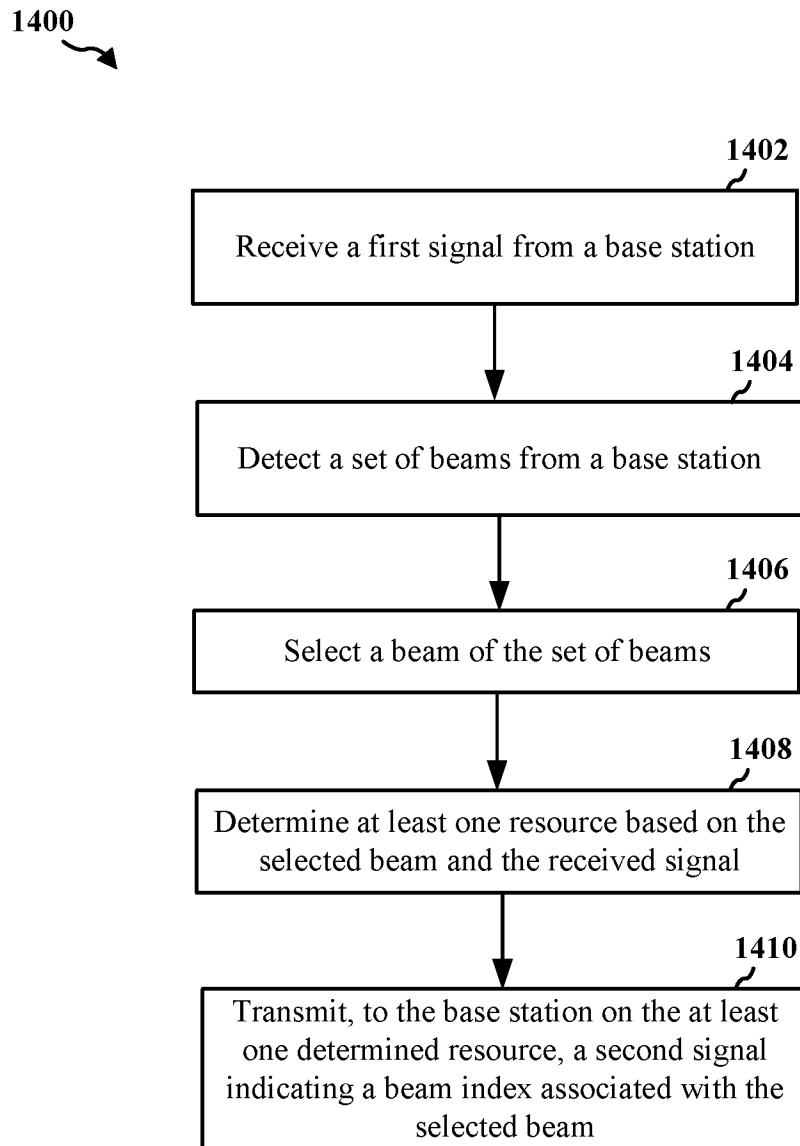 1400
1402
Receive a first signal from a base station
1404
Detect a set of beams from a base station
1406
Select a beam of the set of beams
1408
Determine at least one resource based on the
selected beam and the received signal
1410
Transmit, to the base station on the at least
one determined resource, a second signal
indicating a beam index associated with the
selected beam